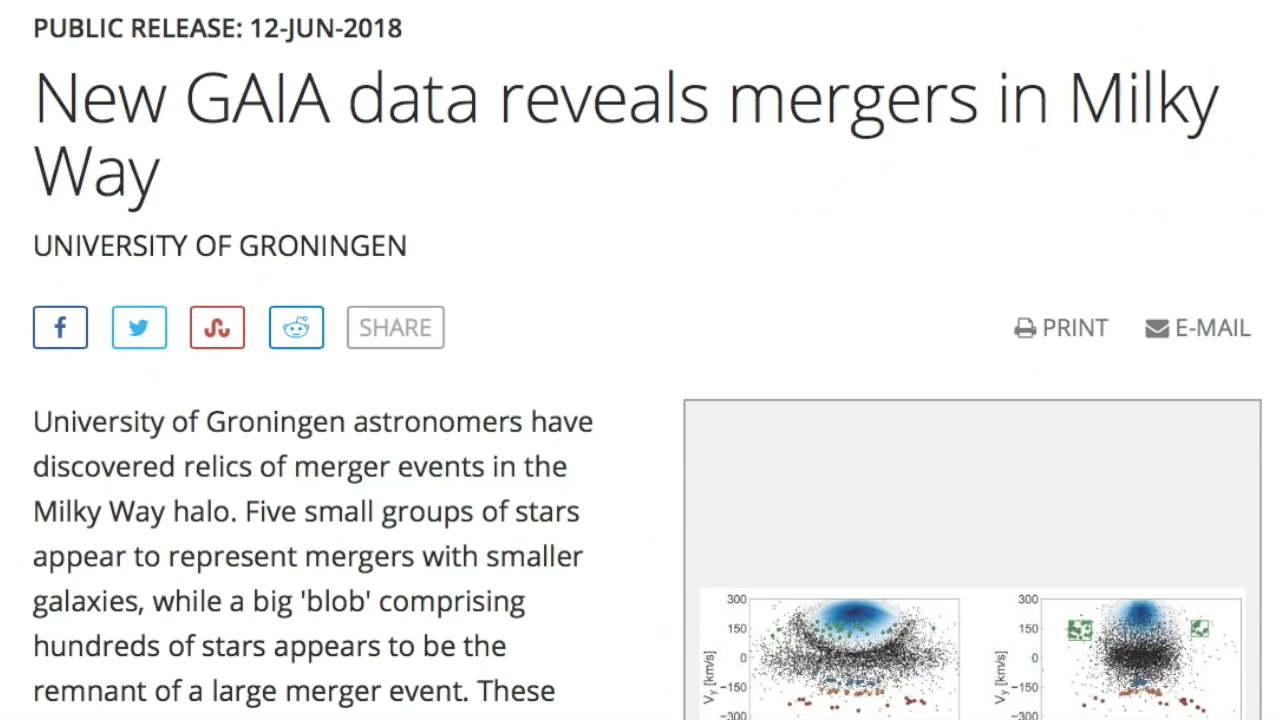 PUBLIC RELEASE: 12-JUN-2018
New GAIA data reveals mergers in Milky
Way
UNIVERSITY OF GRONINGEN
f
SHARE
PRINT
E-MAIL
University of Groningen astronomers have
discovered relics of merger events in the
Milky Way halo. Five small groups of stars
appear to represent mergers with smaller
galaxies, while a big 'blob' comprising
hundreds of stars appears to be the
remnant of a large merger event. These
300
150
0
−150
−300
Vy [km/s]
300
150
0
−150
−300
Vy [km/s]